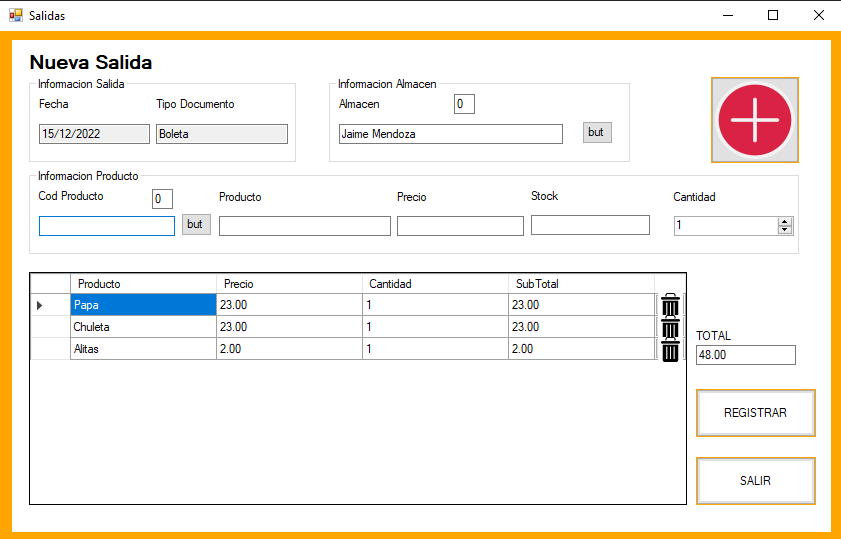 Salidas
Nueva Salida
Informacion Salida
Fecha Tipo Documento
15/12/2022 Boleta
Informacion Almacen
Almacen 0
Jaime Mendoza but
Informacion Producto
Cod Producto 0 Producto Precio Stock Cantidad
but 1
Producto Precio Cantidad SubTotal
Papa 23.00 1 23.00
Chuleta 23.00 1 23.00
Alitas 2.00 1 2.00
TOTAL
48.00
REGISTRAR
SALIR